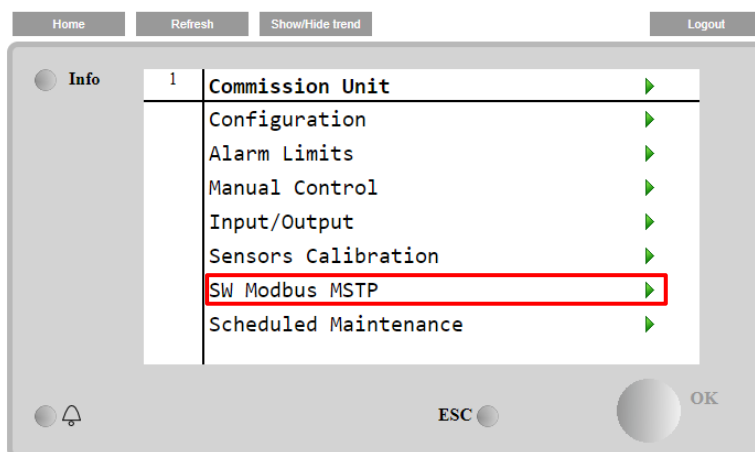 Home Refresh Show/Hide trend Logout
Info
1 Commission Unit
Configuration
Alarm Limits
Manual Control
Input/Output
Sensors Calibration
SW Modbus MSTP
Scheduled Maintenance
ESC OK